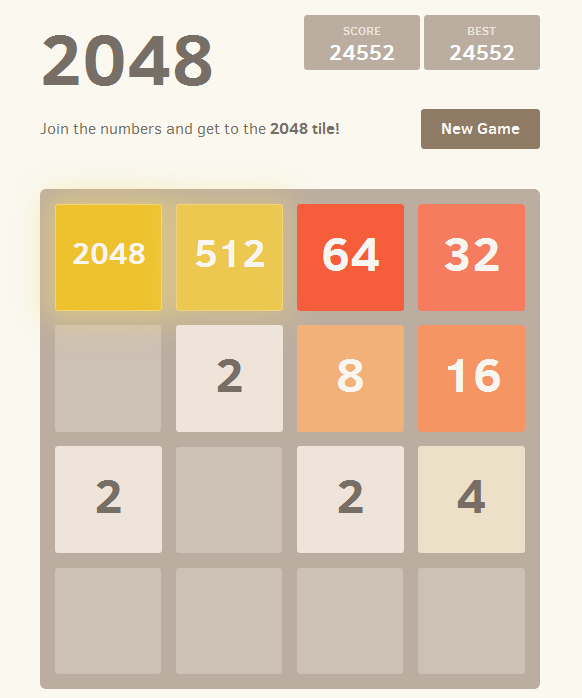 2048
SCORE
24552
BEST
24552
Join the numbers and get to the 2048 tile!
New Game
2048 512 64 32
2 8 16
2 2 4